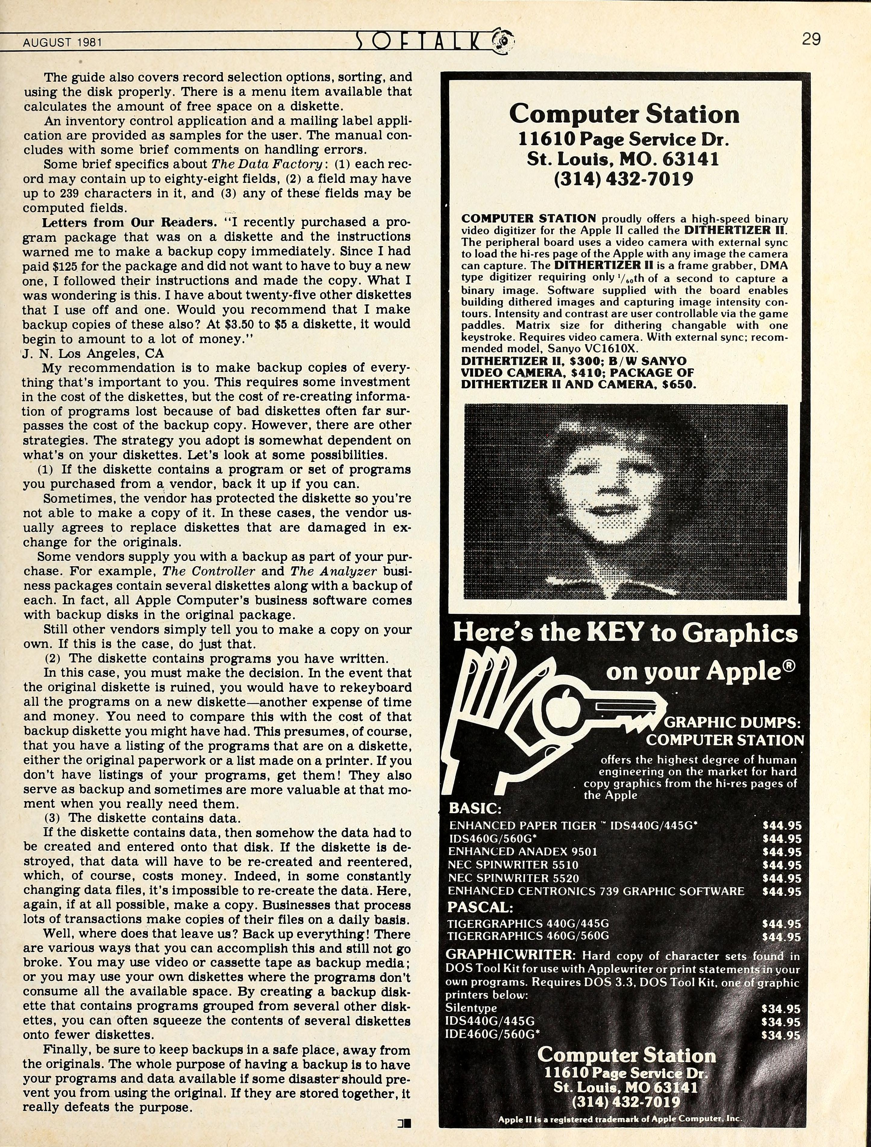 AUGUST 1981
SOFTALK
29
The guide also covers record selection options, sorting, and
using the disk properly. There is a menu item available that
calculates the amount of free space on a diskette.
An inventory control application and a mailing label appli-
cation are provided as samples for the user. The manual con-
cludes with some brief comments on handling errors.
Some brief specifics about The Data Factory: (1) each rec-
ord may contain up to eighty-eight fields, (2) a field may have
up to 239 characters in it, and (3) any of these fields may be
computed fields.
Letters from Our Readers. "I recently purchased a pro-
gram package that was on a diskette and the instructions
warned me to make a backup copy immediately. Since I had
paid $125 for the package and did not want to have to buy a new
one, I followed their instructions and made the copy. What I
was wondering is this. I have about twenty-five other diskettes
that I use off and one. Would you recommend that I make
backup copies of these also? At $3.50 to $5 a diskette, it would
begin to amount to a lot of money."
J. N. Los Angeles, CA
My recommendation is to make backup copies of every-
thing that's important to you. This requires some investment
in the cost of the diskettes, but the cost of re-creating informa-
tion of programs lost because of bad diskettes often far sur-
passes the cost of the backup copy. However, there are other
strategies. The strategy you adopt is somewhat dependent on
what's on your diskettes. Let's look at some possibilities.
(1) If the diskette contains a program or set of programs
you purchased from a vendor, back it up if you can.
Sometimes, the vendor has protected the diskette so you're
not able to make a copy of it. In these cases, the vendor us-
ually agrees to replace diskettes that are damaged in ex-
change for the originals.
Some vendors supply you with a backup as part of your pur-
chase. For example, The Controller and The Analyzer busi-
ness packages contain several diskettes along with a backup of
each. In fact, all Apple Computer's business software comes
with backup disks in the original package.
Still other vendors simply tell you to make a copy on your
own. If this is the case, do just that.
(2) The diskette contains programs you have written.
In this case, you must make the decision. In the event that
the original diskette is ruined, you would have to rekeyboard
all the programs on a new diskette—another expense of time
and money. You need to compare this with the cost of that
backup diskette you might have had. This presumes, of course,
that you have a listing of the programs that are on a diskette,
either the original paperwork or a list made on a printer. If you
don't have listings of your programs, get them! They also
serve as backup and sometimes are more valuable at that mo-
ment when you really need them.
(3) The diskette contains data.
If the diskette contains data, then somehow the data had to
be created and entered onto that disk. If the diskette is de-
stroyed, that data will have to be re-created and reentered,
which, of course, costs money. Indeed, in some constantly
changing data files, it's impossible to re-create the data. Here,
again, if at all possible, make a copy. Businesses that process
lots of transactions make copies of their files on a daily basis.
Well, where does that leave us? Back up everything! There
are various ways that you can accomplish this and still not go
broke. You may use video or cassette tape as backup media;
or you may use your own diskettes where the programs don't
consume all the available space. By creating a backup disk-
ette that contains programs grouped from several other disk-
ettes, you can often squeeze the contents of several diskettes
onto fewer diskettes.
Finally, be sure to keep backups in a safe place, away from
the originals. The whole purpose of having a backup is to have
your programs and data available if some disaster should pre-
vent you from using the original. If they are stored together, it
really defeats the purpose.
Computer Station
11610 Page Service Dr.
St. Louis, MO. 63141
(314) 432-7019
COMPUTER STATION proudly offers a high-speed binary
video digitizer for the Apple II called the DITHERTIZER II.
The peripheral board uses a video camera with external sync
to load the hi-res page of the Apple with any image the camera
can capture. The DITHERTIZER II is a frame grabber, DMA
type digitizer requiring only 1/60th of a second to capture a
binary image. Software supplied with the board enables
building dithered images and capturing image intensity con-
tours. Intensity and contrast are user controllable via the game
paddles. Matrix size for dithering changable with one
keystroke. Requires video camera. With external sync; recom-
mended model, Sanyo VC1610X.
DITHERTIZER II, $300; B/W SANYO
VIDEO CAMERA, $410; PACKAGE OF
DITHERTIZER II AND CAMERA, $650.
Here's the KEY to Graphics
on your Apple®
GRAPHIC DUMPS:
COMPUTER STATION
offers the highest degree of human
engineering on the market for hard
copy graphics from the hi-res pages of
the Apple
BASIC:
ENHANCED PAPER TIGER ™ IDS440G/445G* $44.95
IDS460G/560G* $44.95
ENHANCED ANADEX 9501 $44.95
NEC SPINWRITER 5510 $44.95
NEC SPINWRITER 5520 $44.95
ENHANCED CENTRONICS 739 GRAPHIC SOFTWARE $44.95
PASCAL:
TIGERGRAPHICS 440G/445G $44.95
TIGERGRAPHICS 460G/560G* $44.95
GRAPHICWRITER: Hard copy of character sets found in
DOS Tool Kit for use with Applewriter or print statements in your
own programs. Requires DOS 3.3, DOS Tool Kit, one of graphic
printers below:
Silentype $34.95
IDS440G/445G $34.95
IDE460G/560G* $34.95
Computer Station
11610 Page Service Dr.
St. Louis, MO 63141
(314) 432-7019
Apple II is a registered trademark of Apple Computer, Inc.